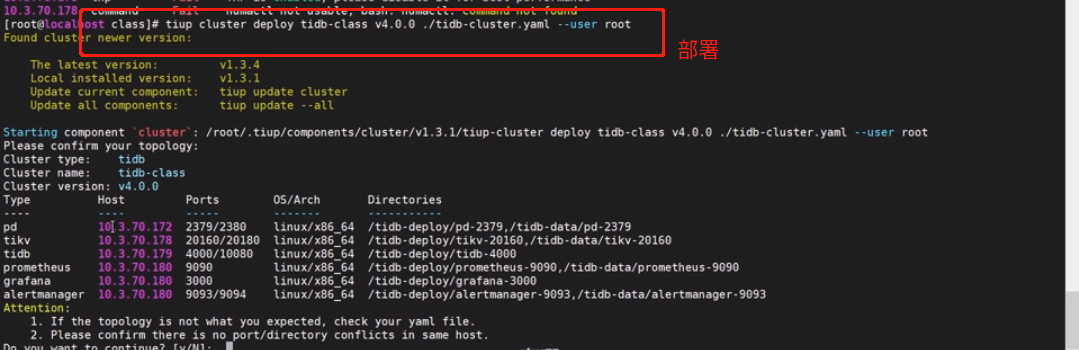 10.3.70.178 command Fail numactl not usable, bash: numactl: command not found
[root@localhost class]# tiup cluster deploy tidb-class v4.0.0 ./tidb-cluster.yaml --user root
部署
Found cluster newer version:
The latest version: v1.3.4
Local installed version: v1.3.1
Update current component: tiup update cluster
Update all components: tiup update --all
Starting component `cluster`: /root/.tiup/components/cluster/v1.3.1/tiup-cluster deploy tidb-class v4.0.0 ./tidb-cluster.yaml --user root
Please confirm your topology:
Cluster type: tidb
Cluster name: tidb-class
Cluster version: v4.0.0
Type Host Ports OS/Arch Directories
---- ---- ----- ------- -----------
pd 10.3.70.172 2379/2380 linux/x86_64 /tidb-deploy/pd-2379,/tidb-data/pd-2379
tikv 10.3.70.178 20160/20180 linux/x86_64 /tidb-deploy/tikv-20160,/tidb-data/tikv-20160
tidb 10.3.70.179 4000/10080 linux/x86_64 /tidb-deploy/tidb-4000
prometheus 10.3.70.180 9090 linux/x86_64 /tidb-deploy/prometheus-9090,/tidb-data/prometheus-9090
grafana 10.3.70.180 3000 linux/x86_64 /tidb-deploy/grafana-3000
alertmanager 10.3.70.180 9093/9094 linux/x86_64 /tidb-deploy/alertmanager-9093,/tidb-data/alertmanager-9093
Attention:
1. If the topology is not what you expected, check your yaml file.
2. Please confirm there is no port/directory conflicts in same host.
Do you want to continue? [y/N]: